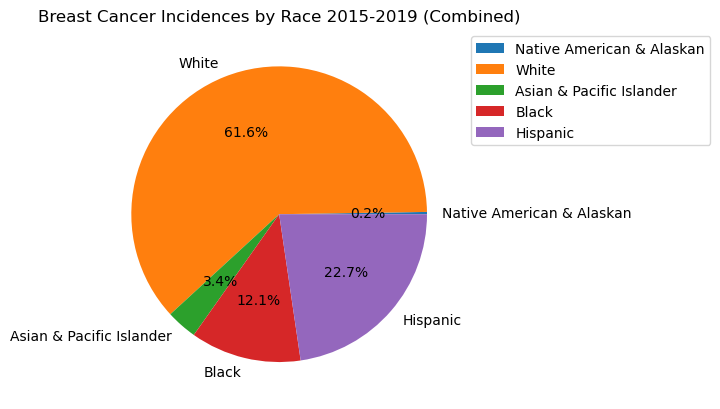 Breast Cancer Incidences by Race 2015-2019 (Combined)
Native American & Alaskan
White
Asian & Pacific Islander
Black
Hispanic
White
61.6%
0.2%
Native American & Alaskan
3.4%
22.7%
12.1%
Hispanic
Asian & Pacific Islander
Black